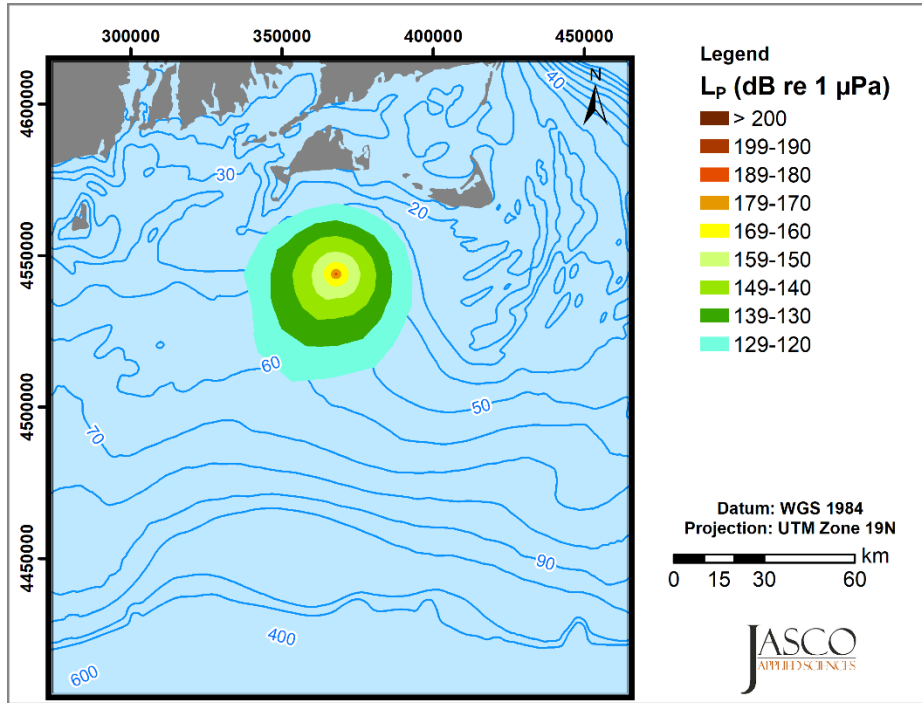 300000 350000 400000 450000
4600000
4550000
4500000
4450000
40
N
30
20
60
50
70
90
400
600
Legend
LP (dB re 1 µPa)
> 200
199-190
189-180
179-170
169-160
159-150
149-140
139-130
129-120
Datum: WGS 1984
Projection: UTM Zone 19N
km
0 15 30 60
JASCO
APPLIED SCIENCES